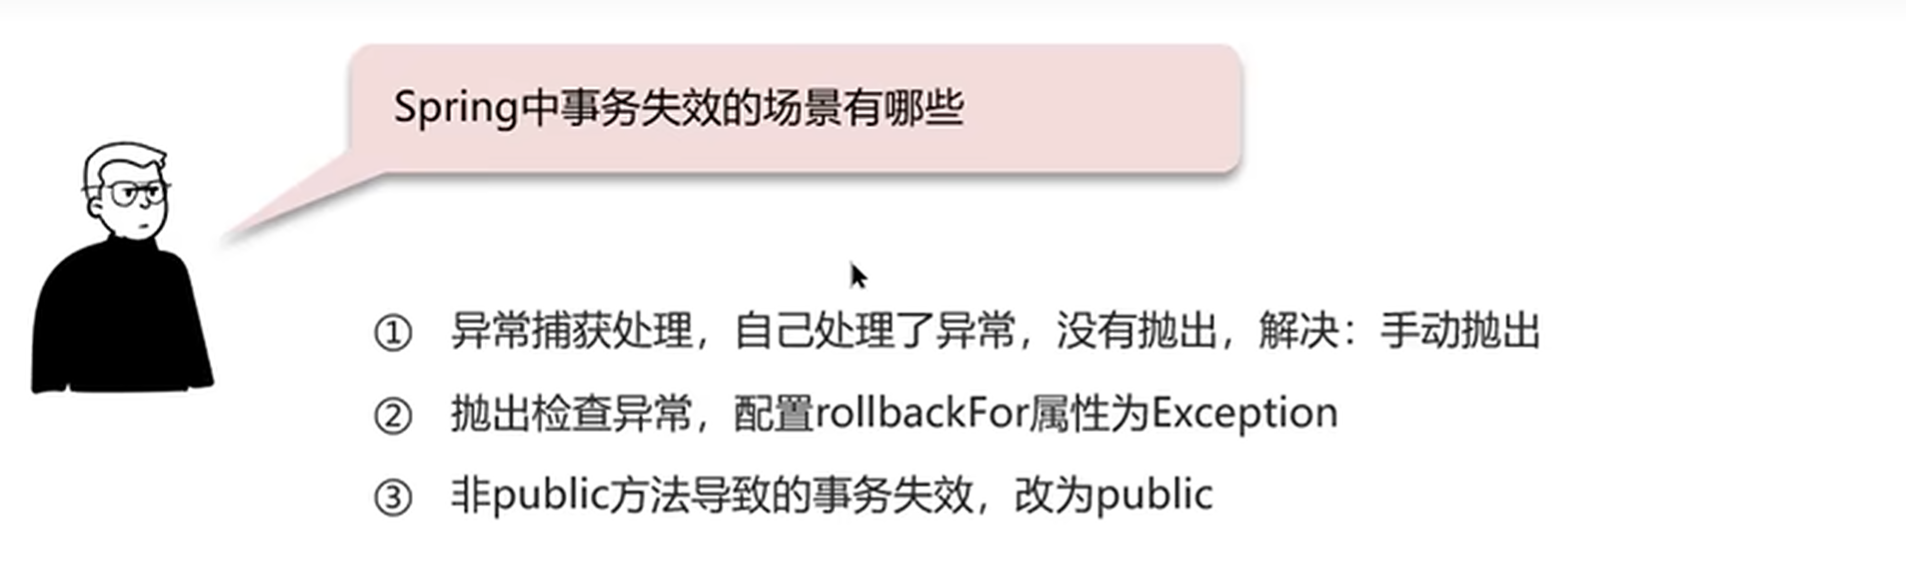 Spring中事务失效的场景有哪些
① 异常捕获处理，自己处理了异常，没有抛出，解决：手动抛出
② 抛出检查异常，配置rollbackFor属性为Exception
③ 非public方法导致的事务失效，改为public